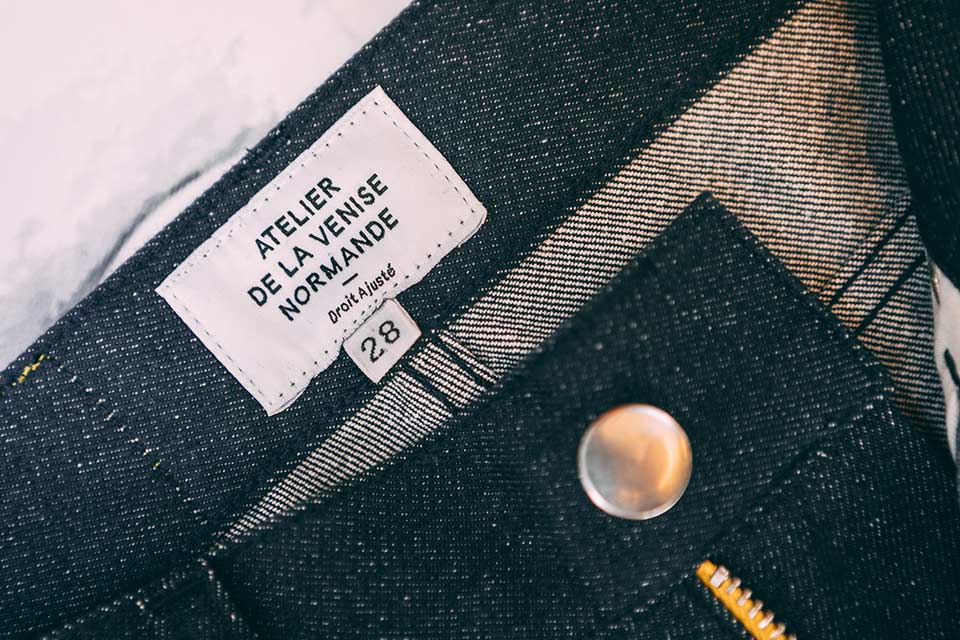 ATELIER
DE LA VENISE
NORMANDE
—
Droit Ajusté
28